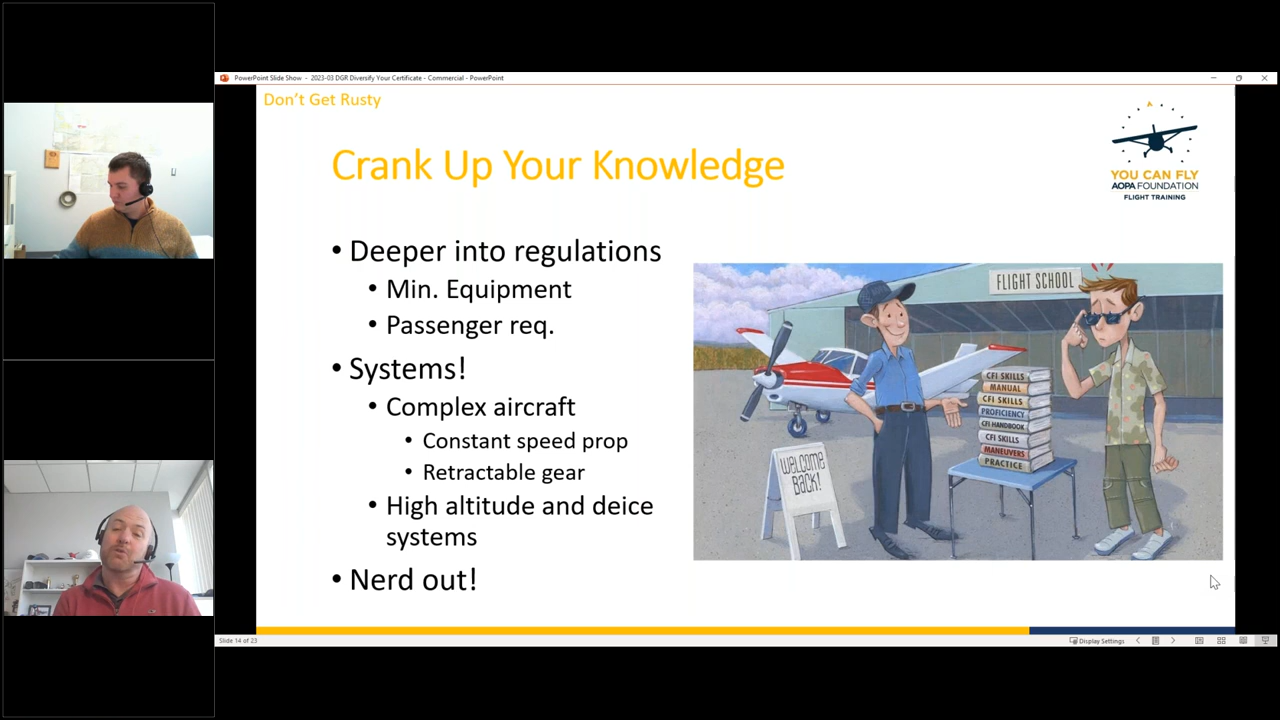 PowerPoint Slide Show - 2023-03 DGR Diversify Your Certificate - Commercial - PowerPoint
Don't Get Rusty
Crank Up Your Knowledge
YOU CAN FLY
AOPA FOUNDATION
FLIGHT TRAINING
• Deeper into regulations
• Min. Equipment
• Passenger req.
• Systems!
• Complex aircraft
• Constant speed prop
• Retractable gear
• High altitude and deice
systems
• Nerd out!
FLIGHT SCHOOL
CFI SKILLS
MANUAL
CFI SKILLS
PROFICIENCY
CFI HANDBOOK
CFI SKILLS
MANEUVERS
PRACTICE
WELCOME
BACK!
Slide 14 of 23
Display Settings